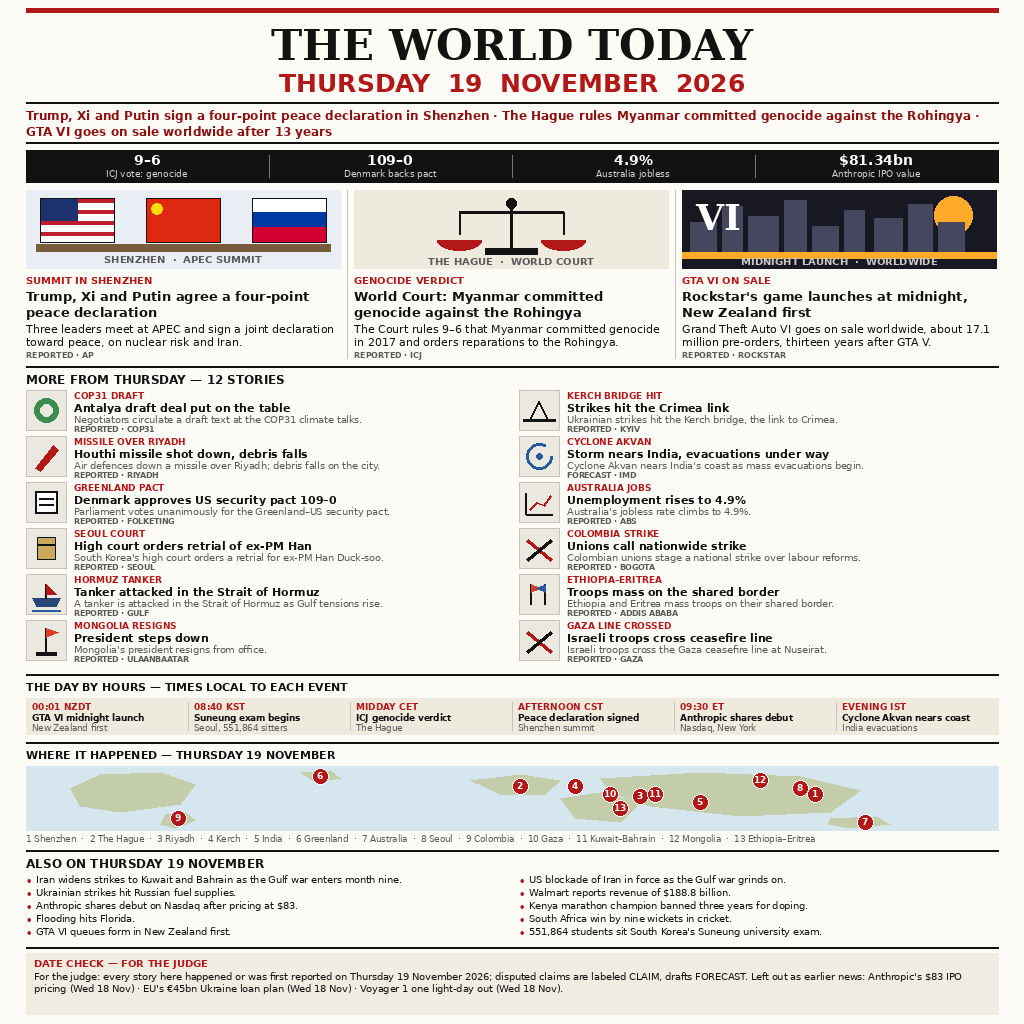 THE WORLD TODAY
THURSDAY 19 NOVEMBER 2026
Trump, Xi and Putin sign a four-point peace declaration in Shenzhen · The Hague rules Myanmar committed genocide against the Rohingya ·
GTA VI goes on sale worldwide after 13 years
9–6
ICJ vote: genocide
109–0
Denmark backs pact
4.9%
Australia jobless
$81.34bn
Anthropic IPO value
SHENZHEN · APEC SUMMIT
SUMMIT IN SHENZHEN
Trump, Xi and Putin agree a four-point
peace declaration
Three leaders meet at APEC and sign a joint declaration
toward peace, on nuclear risk and Iran.
REPORTED · AP
THE HAGUE · WORLD COURT
GENOCIDE VERDICT
World Court: Myanmar committed
genocide against the Rohingya
The Court rules 9–6 that Myanmar committed genocide
in 2017 and orders reparations to the Rohingya.
REPORTED · ICJ
VI
MIDNIGHT LAUNCH · WORLDWIDE
GTA VI ON SALE
Rockstar's game launches at midnight,
New Zealand first
Grand Theft Auto VI goes on sale worldwide, about 17.1
million pre-orders, thirteen years after GTA V.
REPORTED · ROCKSTAR
MORE FROM THURSDAY — 12 STORIES
COP31 DRAFT
Antalya draft deal put on the table
Negotiators circulate a draft text at the COP31 climate talks.
REPORTED · COP31
MISSILE OVER RIYADH
Houthi missile shot down, debris falls
Air defences down a missile over Riyadh; debris falls on the city.
REPORTED · RIYADH
GREENLAND PACT
Denmark approves US security pact 109–0
Parliament votes unanimously for the Greenland–US security pact.
REPORTED · FOLKETING
SEOUL COURT
High court orders retrial of ex-PM Han
South Korea's high court orders a retrial for ex-PM Han Duck-soo.
REPORTED · SEOUL
HORMUZ TANKER
Tanker attacked in the Strait of Hormuz
A tanker is attacked in the Strait of Hormuz as Gulf tensions rise.
REPORTED · GULF
MONGOLIA RESIGNS
President steps down
Mongolia's president resigns from office.
REPORTED · ULAANBAATAR
KERCH BRIDGE HIT
Strikes hit the Crimea link
Ukrainian strikes hit the Kerch bridge, the link to Crimea.
REPORTED · KYIV
CYCLONE AKVAN
Storm nears India, evacuations under way
Cyclone Akvan nears India's coast as mass evacuations begin.
FORECAST · IMD
AUSTRALIA JOBS
Unemployment rises to 4.9%
Australia's jobless rate climbs to 4.9%.
REPORTED · ABS
COLOMBIA STRIKE
Unions call nationwide strike
Colombian unions stage a national strike over labour reforms.
REPORTED · BOGOTA
ETHIOPIA–ERITREA
Troops mass on the shared border
Ethiopia and Eritrea mass troops on their shared border.
REPORTED · ADDIS ABABA
GAZA LINE CROSSED
Israeli troops cross ceasefire line
Israeli troops cross the Gaza ceasefire line at Nuseirat.
REPORTED · GAZA
THE DAY BY HOURS — TIMES LOCAL TO EACH EVENT
00:01 NZDT
GTA VI midnight launch
New Zealand first
08:40 KST
Suneung exam begins
Seoul, 551,864 sitters
MIDDAY CET
ICJ genocide verdict
The Hague
AFTERNOON CST
Peace declaration signed
Shenzhen summit
09:30 ET
Anthropic shares debut
Nasdaq, New York
EVENING IST
Cyclone Akvan nears coast
India evacuations
WHERE IT HAPPENED — THURSDAY 19 NOVEMBER
6
2
4
12
8
1
10
3
11
5
13
9
7
1 Shenzhen · 2 The Hague · 3 Riyadh · 4 Kerch · 5 India · 6 Greenland · 7 Australia · 8 Seoul · 9 Colombia · 10 Gaza · 11 Kuwait–Bahrain · 12 Mongolia · 13 Ethiopia–Eritrea
ALSO ON THURSDAY 19 NOVEMBER
• Iran widens strikes to Kuwait and Bahrain as the Gulf war enters month nine.
• Ukrainian strikes hit Russian fuel supplies.
• Anthropic shares debut on Nasdaq after pricing at $83.
• Flooding hits Florida.
• GTA VI queues form in New Zealand first.
• US blockade of Iran in force as the Gulf war grinds on.
• Walmart reports revenue of $188.8 billion.
• Kenya marathon champion banned three years for doping.
• South Africa win by nine wickets in cricket.
• 551,864 students sit South Korea's Suneung university exam.
DATE CHECK — FOR THE JUDGE
For the judge: every story here happened or was first reported on Thursday 19 November 2026; disputed claims are labeled CLAIM, drafts FORECAST. Left out as earlier news: Anthropic's $83 IPO
pricing (Wed 18 Nov) · EU's €45bn Ukraine loan plan (Wed 18 Nov) · Voyager 1 one light-day out (Wed 18 Nov).